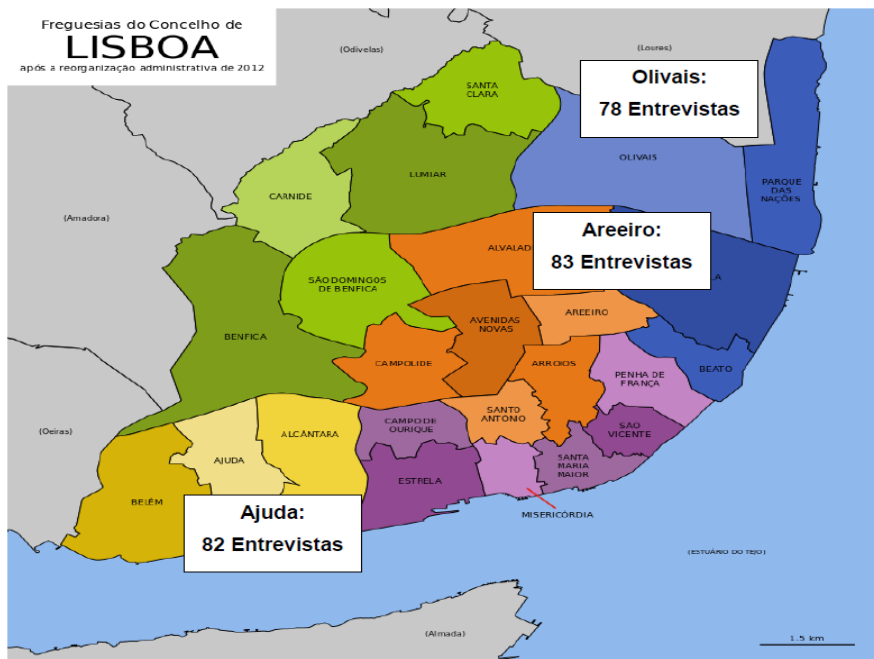 Freguesias do Concelho de
LISBOA
após a reorganização administrativa de 2012
(Odivelas)
(Loures)
Olivais:
78 Entrevistas
SANTA
CLARA
OLIVAIS
LUMIAR
PARQUE
DAS
NAÇÕES
CARNIDE
(Amadora)
Areeiro:
83 Entrevistas
ALVALAD
LA
SÃO DOMINGOS
DE BENFICA
AREEIRO
AVENIDAS
NOVAS
BENFICA
CAMPOLIDE
ARROIOS
BEATO
PENHA DE
FRANÇA
SANTO
ANTÓNIO
CAMPO DE
OURIQUE
SÃO
VICENTE
(Oeiras)
ALCÂNTARA
AJUDA
SANTA
MARIA
MAIOR
ESTRELA
BELÉM
MISERICÓRDIA
Ajuda:
82 Entrevistas
(ESTUÁRIO DO TEJO)
(Almada)
1.5 km